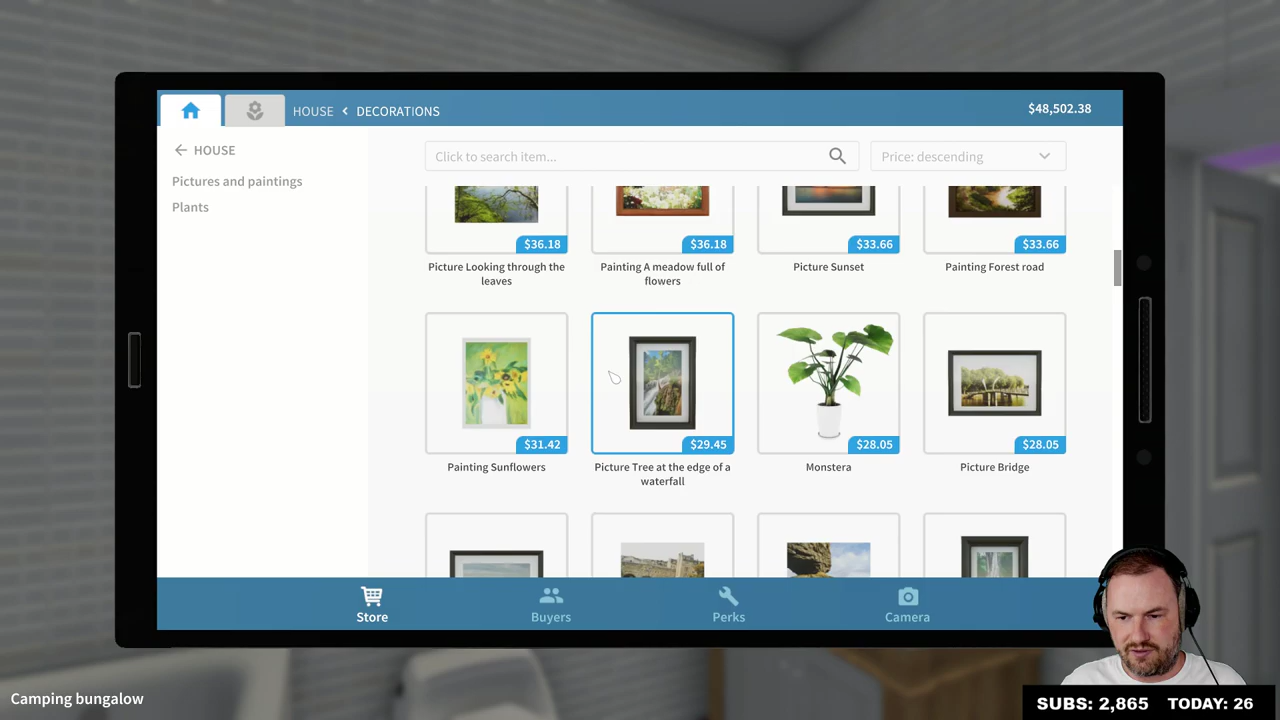 HOUSE < DECORATIONS
$48,502.38
HOUSE
Click to search item...
Price: descending
Pictures and paintings
Plants
$36.18
$36.18
$33.66
$33.66
Picture Looking through the
leaves
Painting A meadow full of
flowers
Picture Sunset
Painting Forest road
$31.42
$29.45
$28.05
$28.05
Painting Sunflowers
Picture Tree at the edge of a
waterfall
Monstera
Picture Bridge
Store
Buyers
Perks
Camera
Camping bungalow
SUBS: 2,865 TODAY: 26